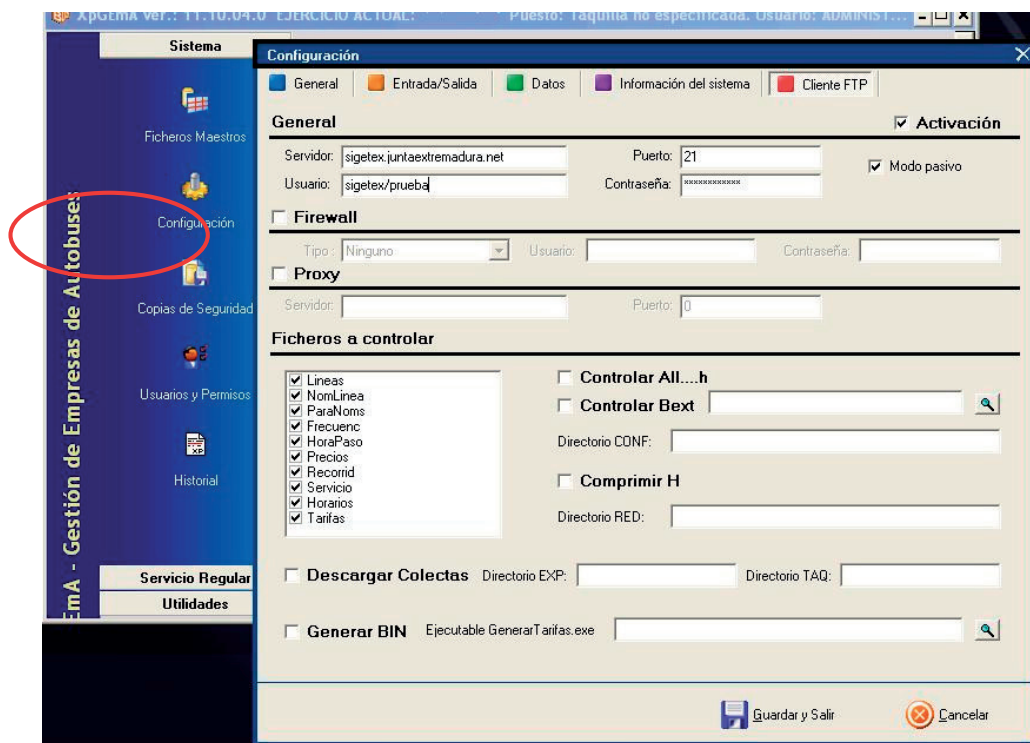 XpGEmA Ver.: 11.10.04.0 EJERCICIO ACTUAL: Puesto: Taquilla no especificada. Usuario: ADMINIST...
Sistema
Ficheros Maestros
Configuración
Copias de Seguridad
Usuarios y Permisos
Historial
Servicio Regular
Utilidades
EmA - Gestión de Empresas de Autobuses
Configuración
General Entrada/Salida Datos Información del sistema Cliente FTP
General Activación
Servidor: sigetex.juntaextremadura.net Puerto: 21 Modo pasivo
Usuario: sigetex/prueba Contraseña: ************
Firewall
Tipo : Ninguno Usuario: Contraseña:
Proxy
Servidor: Puerto: 0
Ficheros a controlar
Lineas
NomLinea
ParaNoms
Frecuenc
HoraPaso
Precios
Recorrid
Servicio
Horarios
Tarifas
Controlar All....h
Controlar Bext
Directorio CONF:
Comprimir H
Directorio RED:
Descargar Colectas Directorio EXP: Directorio TAQ:
Generar BIN Ejecutable GenerarTarifas.exe
Guardar y Salir Cancelar